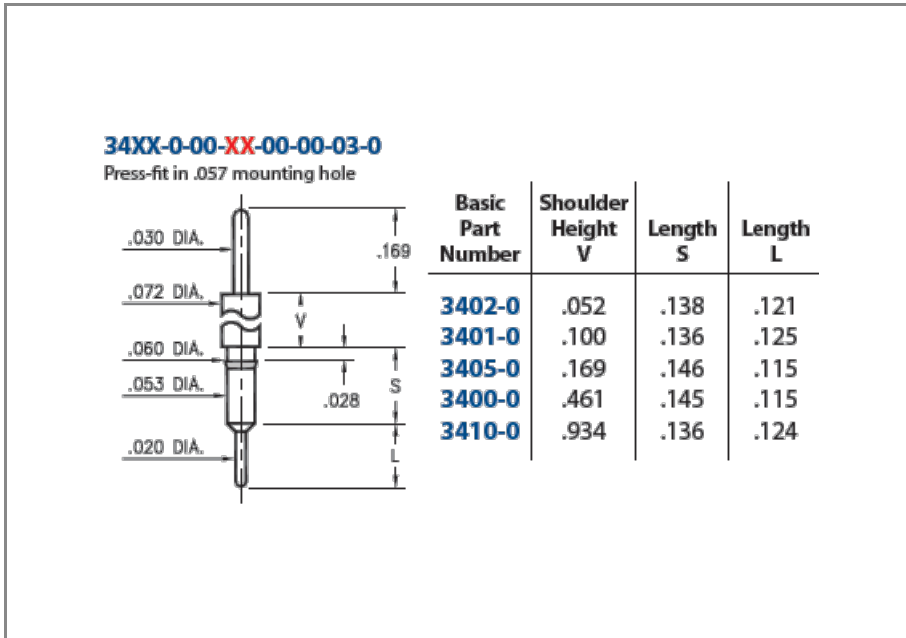 34XX-0-00-XX-00-00-03-0
Press-fit in .057 mounting hole
.030 DIA.
.169
.072 DIA.
V
.060 DIA.
.053 DIA.
.028
S
.020 DIA.
L
Basic Part Number Shoulder Height V Length S Length L
3402-0 .052 .138 .121
3401-0 .100 .136 .125
3405-0 .169 .146 .115
3400-0 .461 .145 .115
3410-0 .934 .136 .124